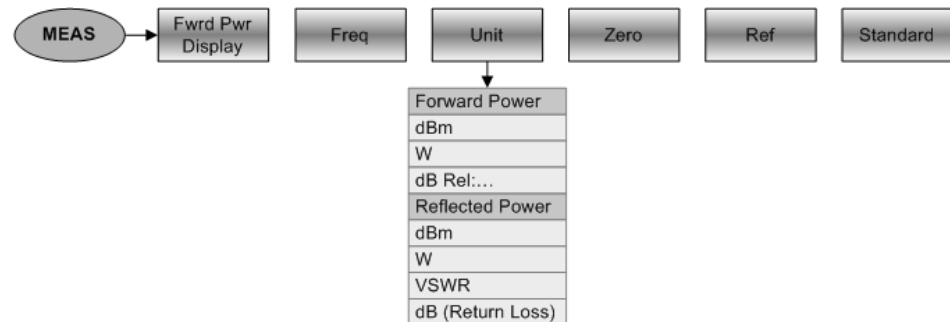 MEAS
Fwrd Pwr
Display
Freq
Unit
Zero
Ref
Standard
Forward Power
dBm
W
dB Rel:...
Reflected Power
dBm
W
VSWR
dB (Return Loss)